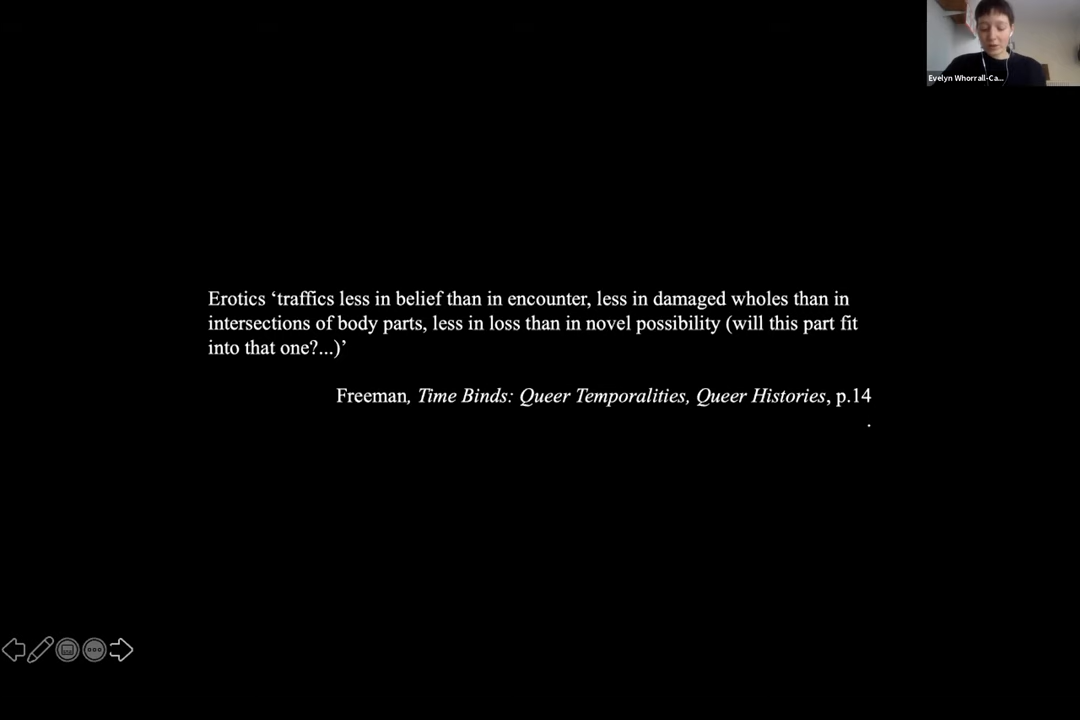 Evelyn Whorrall-Ca...
Erotics ‘traffics less in belief than in encounter, less in damaged wholes than in
intersections of body parts, less in loss than in novel possibility (will this part fit
into that one?...)’
Freeman, Time Binds: Queer Temporalities, Queer Histories, p.14
.